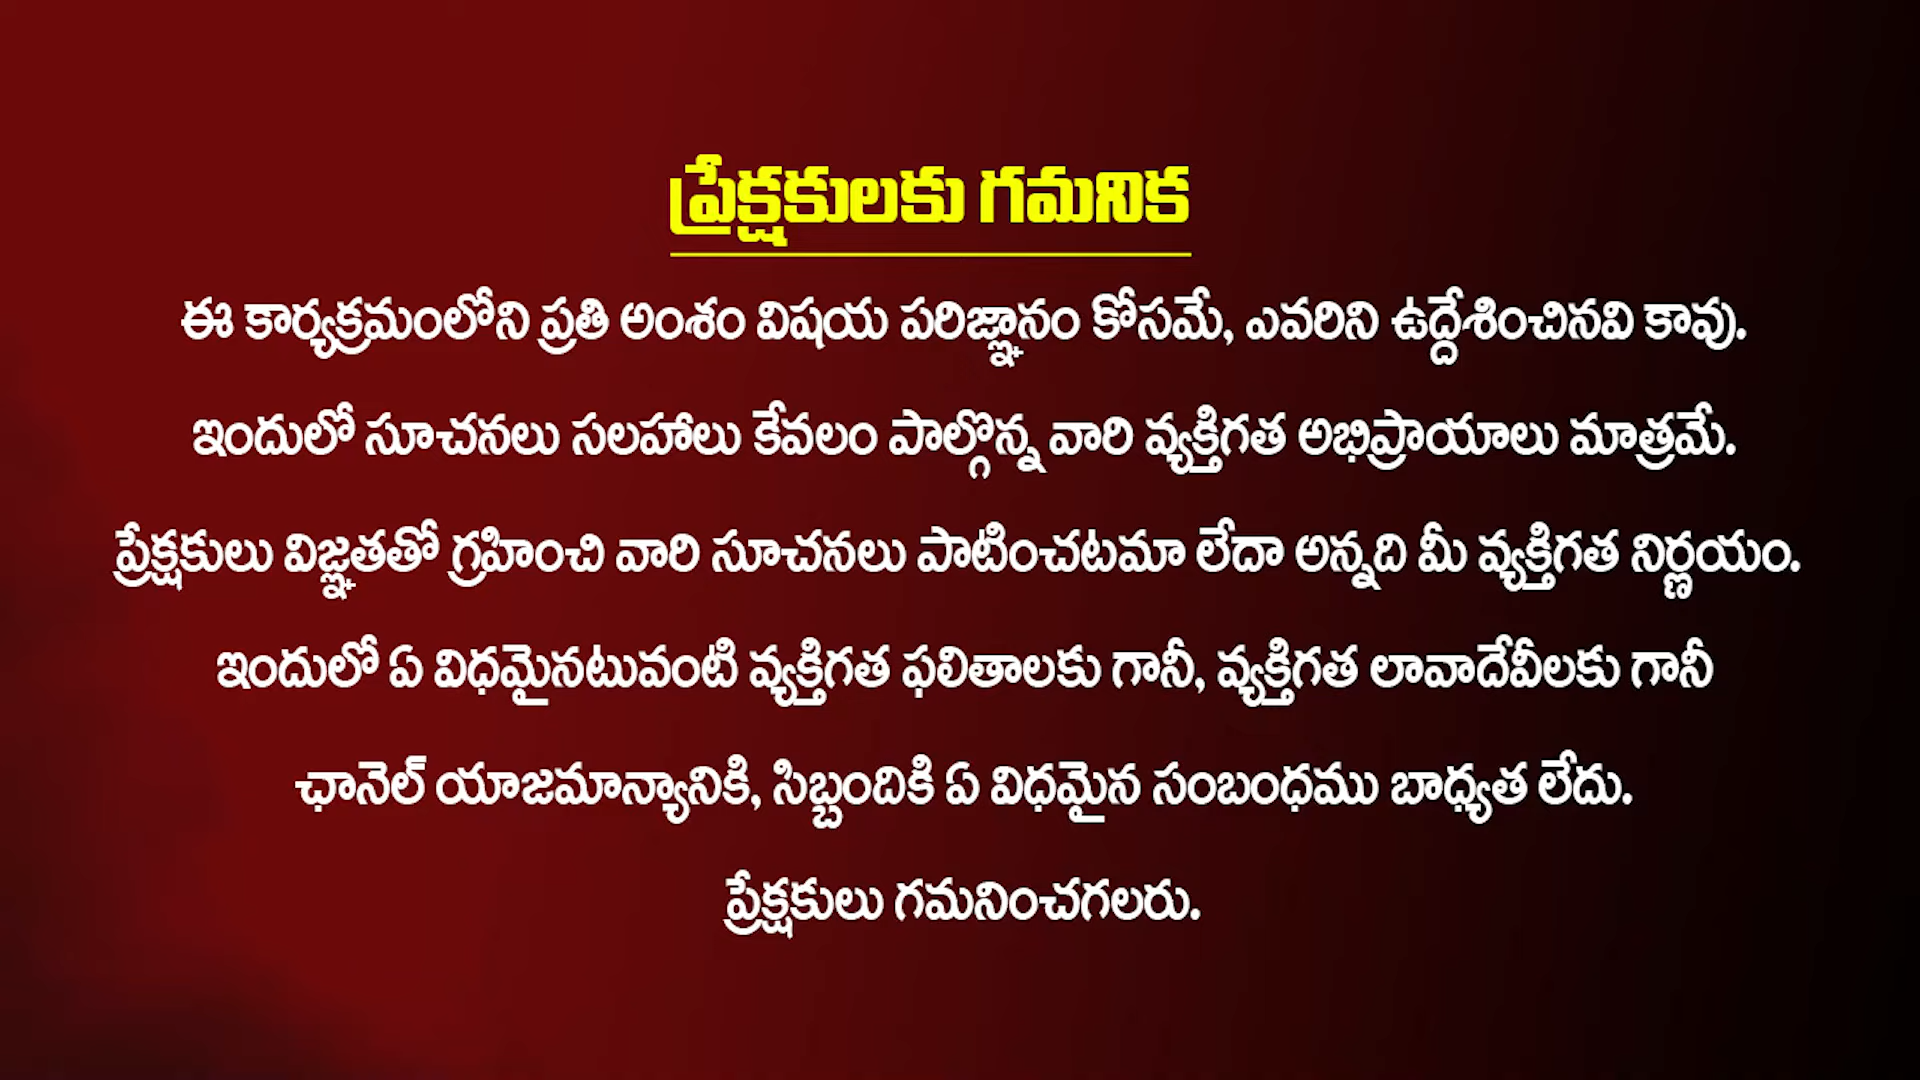 ప్రేక్షకులకు గమనిక
ఈ కార్యక్రమంలోని ప్రతి అంశం విషయ పరిజ్ఞానం కోసమే, ఎవరిని ఉద్దేశించినవి కావు.
ఇందులో సూచనలు సలహాలు కేవలం పాల్గొన్న వారి వ్యక్తిగత అభిప్రాయాలు మాత్రమే.
ప్రేక్షకులు విజ్ఞతతో గ్రహించి వారి సూచనలు పాటించటమా లేదా అన్నది మీ వ్యక్తిగత నిర్ణయం.
ఇందులో ఏ విధమైనటువంటి వ్యక్తిగత ఫలితాలకు గానీ, వ్యక్తిగత లావాదేవీలకు గానీ
ఛానెల్ యాజమాన్యానికి, సిబ్బందికి ఏ విధమైన సంబంధము బాధ్యత లేదు.
ప్రేక్షకులు గమనించగలరు.